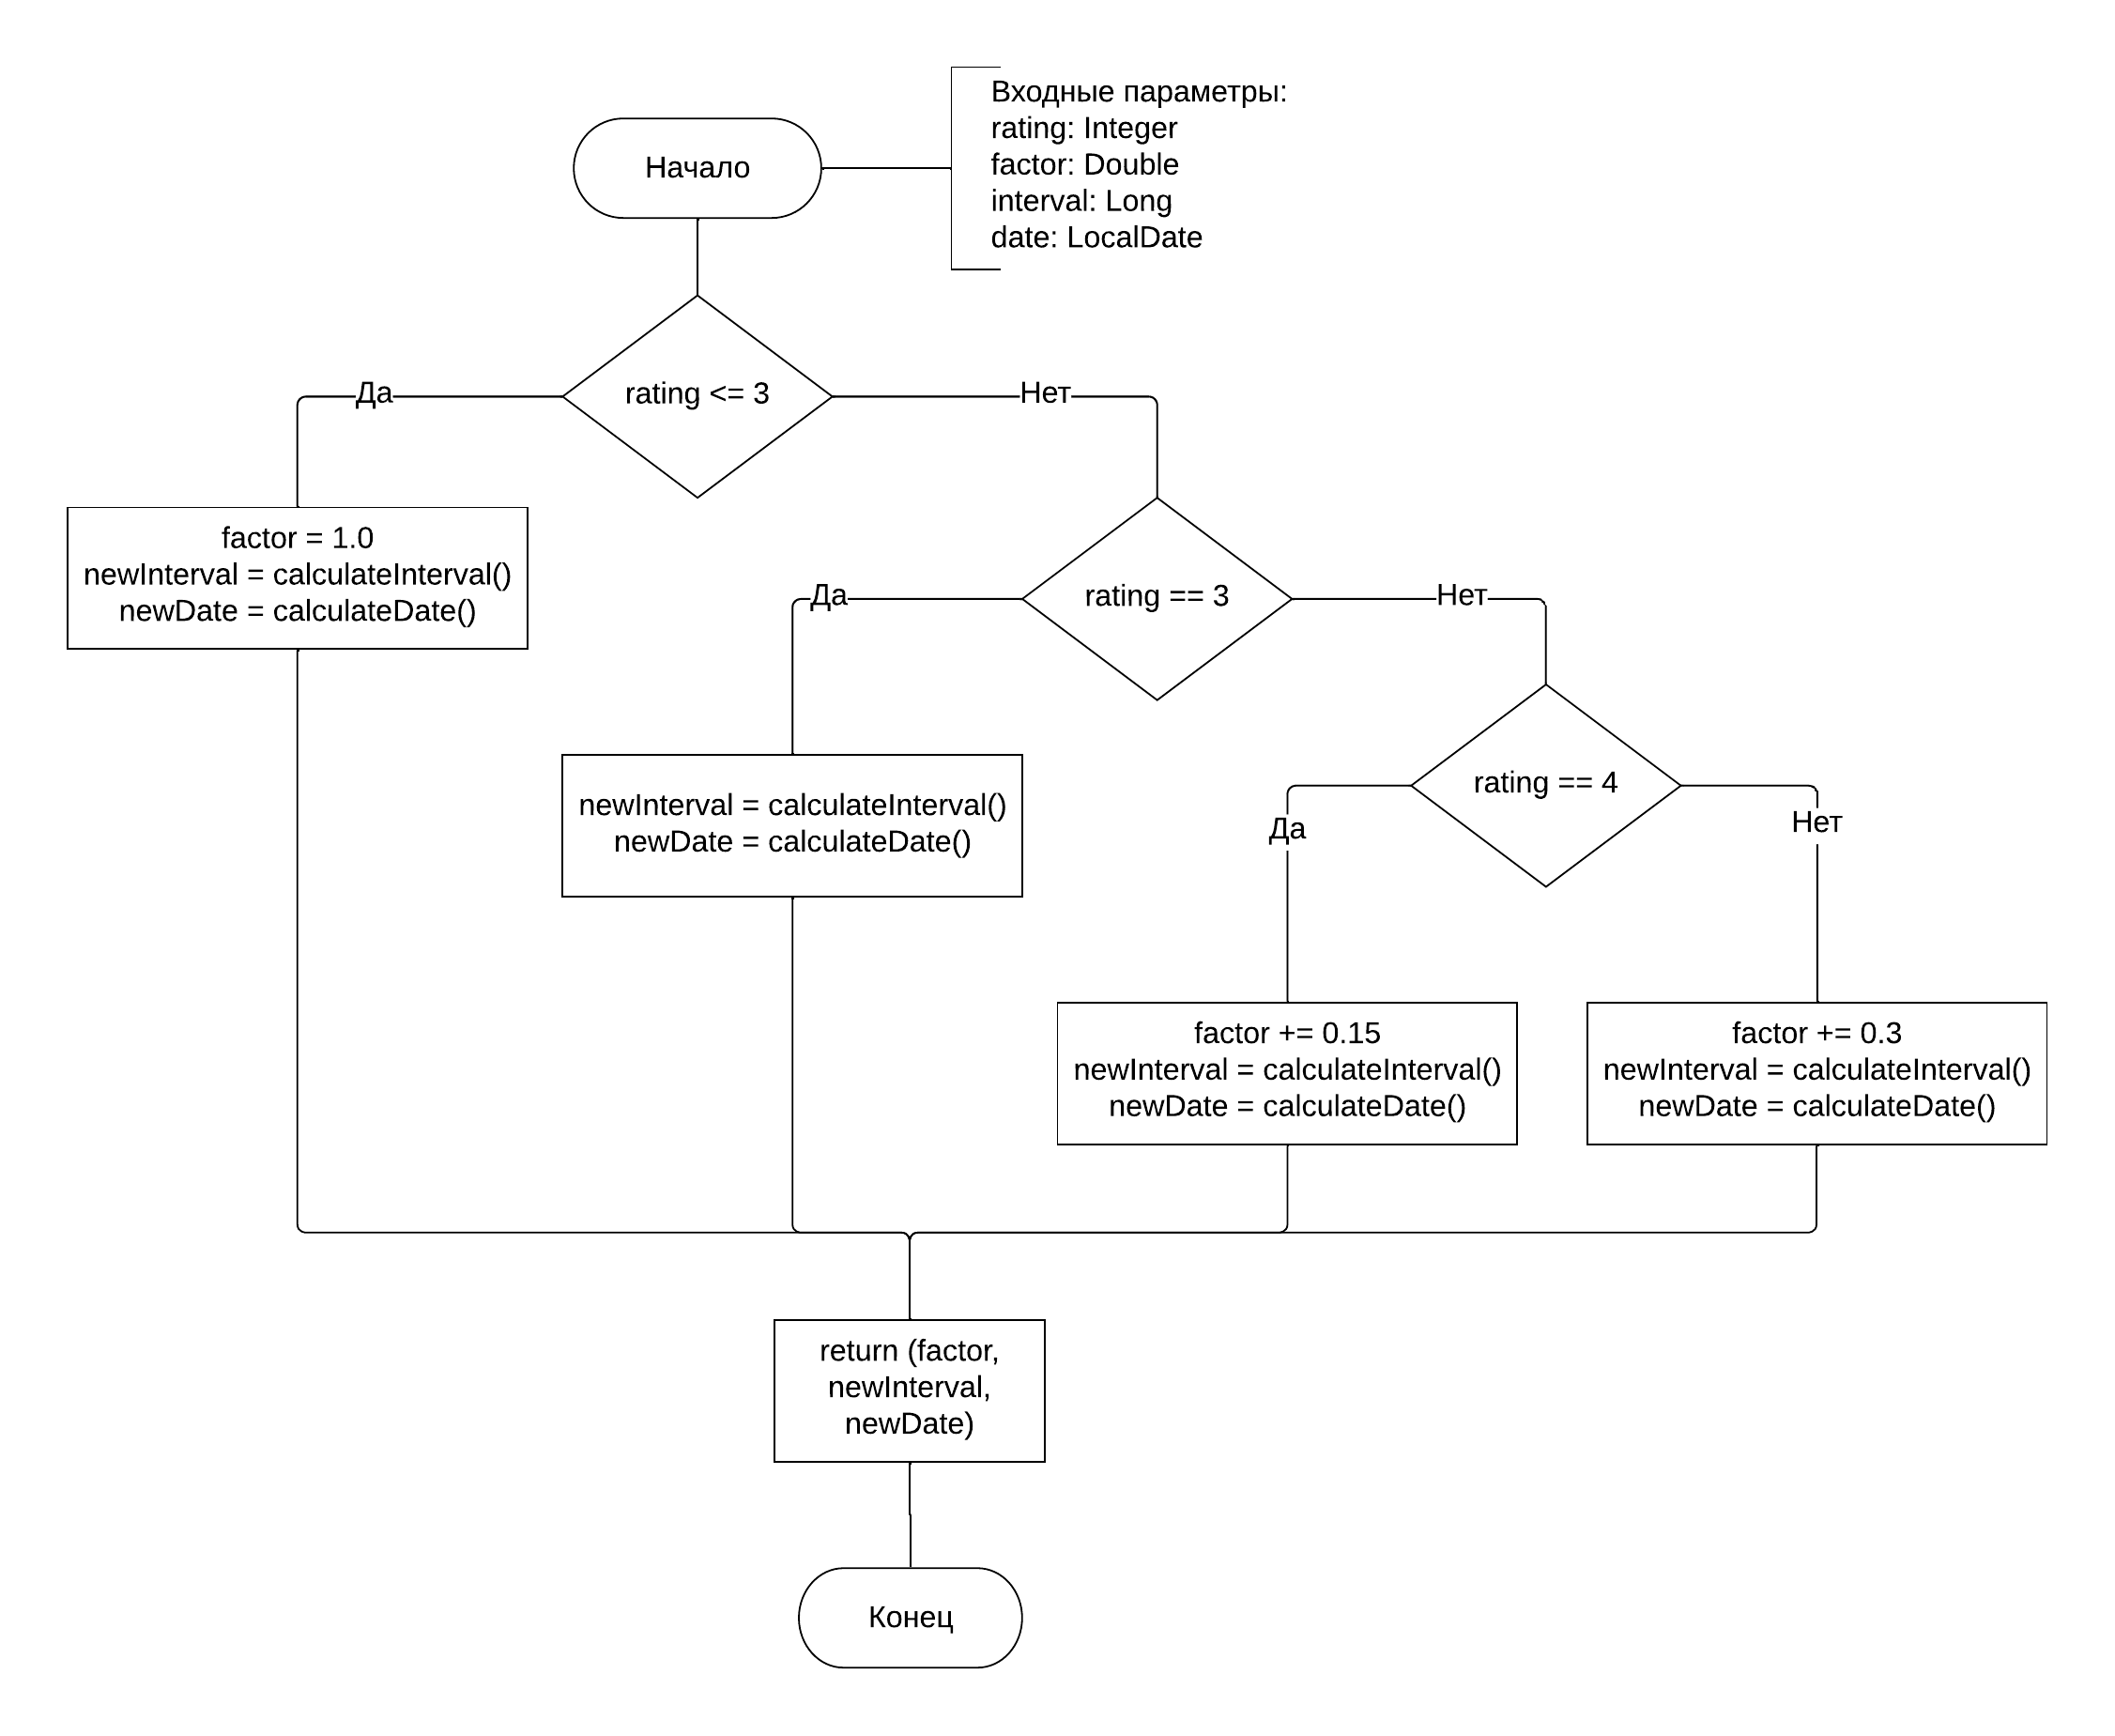 Начало
Входные параметры:
rating: Integer
factor: Double
interval: Long
date: LocalDate
rating <= 3
Да
Нет
factor = 1.0
newInterval = calculateInterval()
newDate = calculateDate()
rating == 3
Да
Нет
newInterval = calculateInterval()
newDate = calculateDate()
rating == 4
Да
Нет
factor += 0.15
newInterval = calculateInterval()
newDate = calculateDate()
factor += 0.3
newInterval = calculateInterval()
newDate = calculateDate()
return (factor,
newInterval,
newDate)
Конец